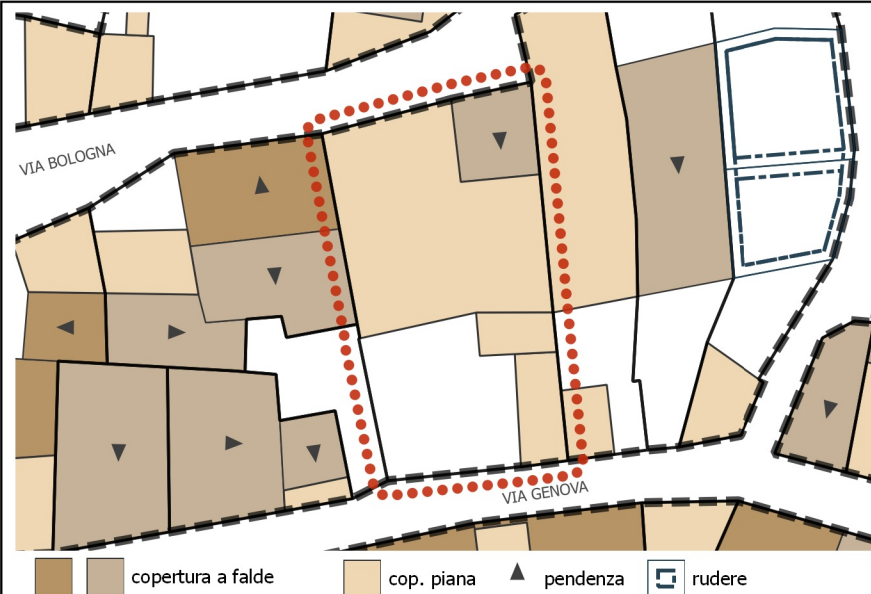 VIA BOLOGNA
VIA GENOVA
copertura a falde
cop. piana
pendenza
rudere